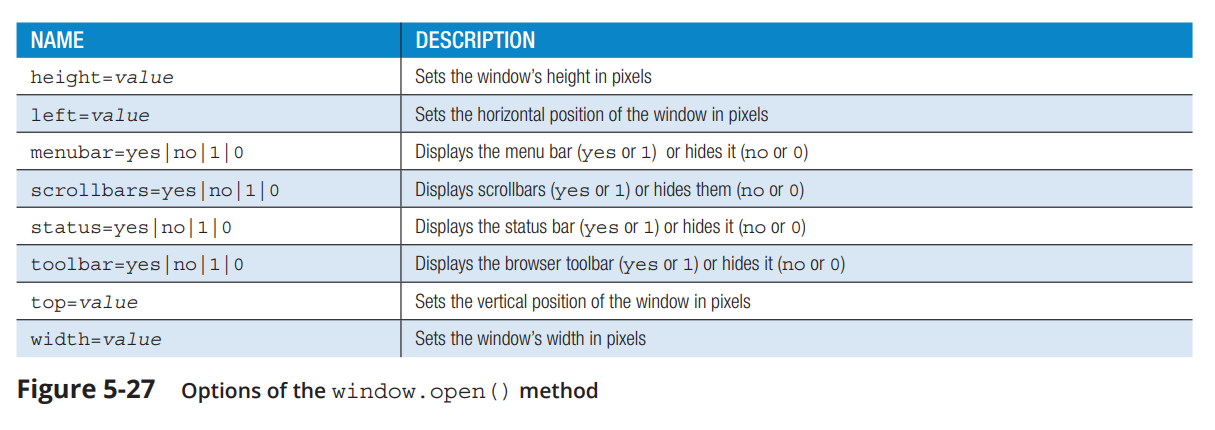 NAME DESCRIPTION
height=value Sets the window's height in pixels
left=value Sets the horizontal position of the window in pixels
menubar=yes|no|1|0 Displays the menu bar (yes or 1) or hides it (no or 0)
scrollbars=yes|no|1|0 Displays scrollbars (yes or 1) or hides them (no or 0)
status=yes|no|1|0 Displays the status bar (yes or 1) or hides it (no or 0)
toolbar=yes|no|1|0 Displays the browser toolbar (yes or 1) or hides it (no or 0)
top=value Sets the vertical position of the window in pixels
width=value Sets the window's width in pixels
Figure 5-27 Options of the window.open() method